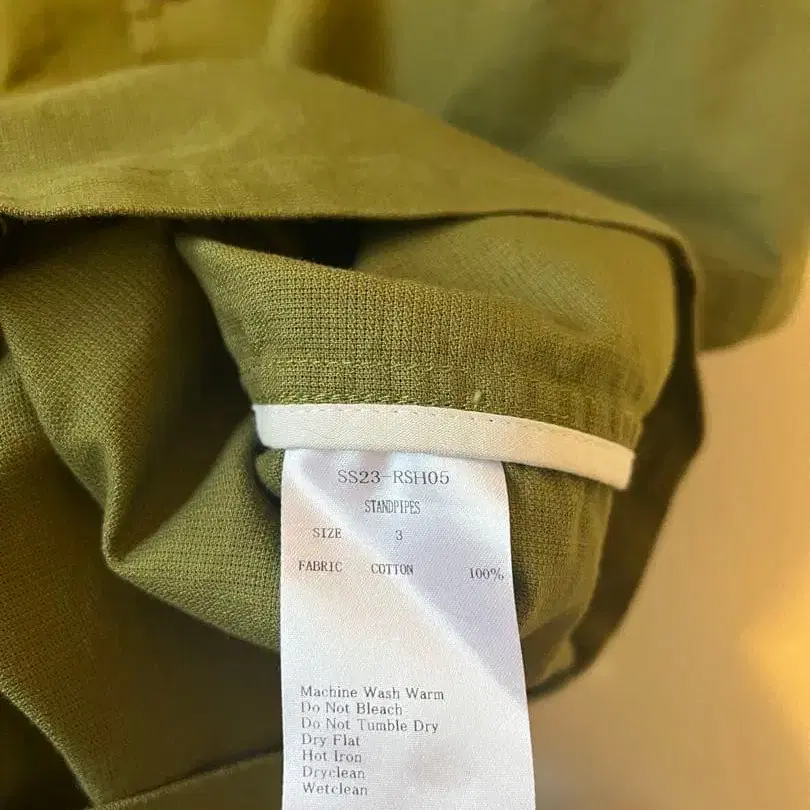 SS23-RSH05
STANDPIPES
SIZE 3
FABRIC COTTON 100%
Machine Wash Warm
Do Not Bleach
Do Not Tumble Dry
Dry Flat
Hot Iron
Dryclean
Wetclean